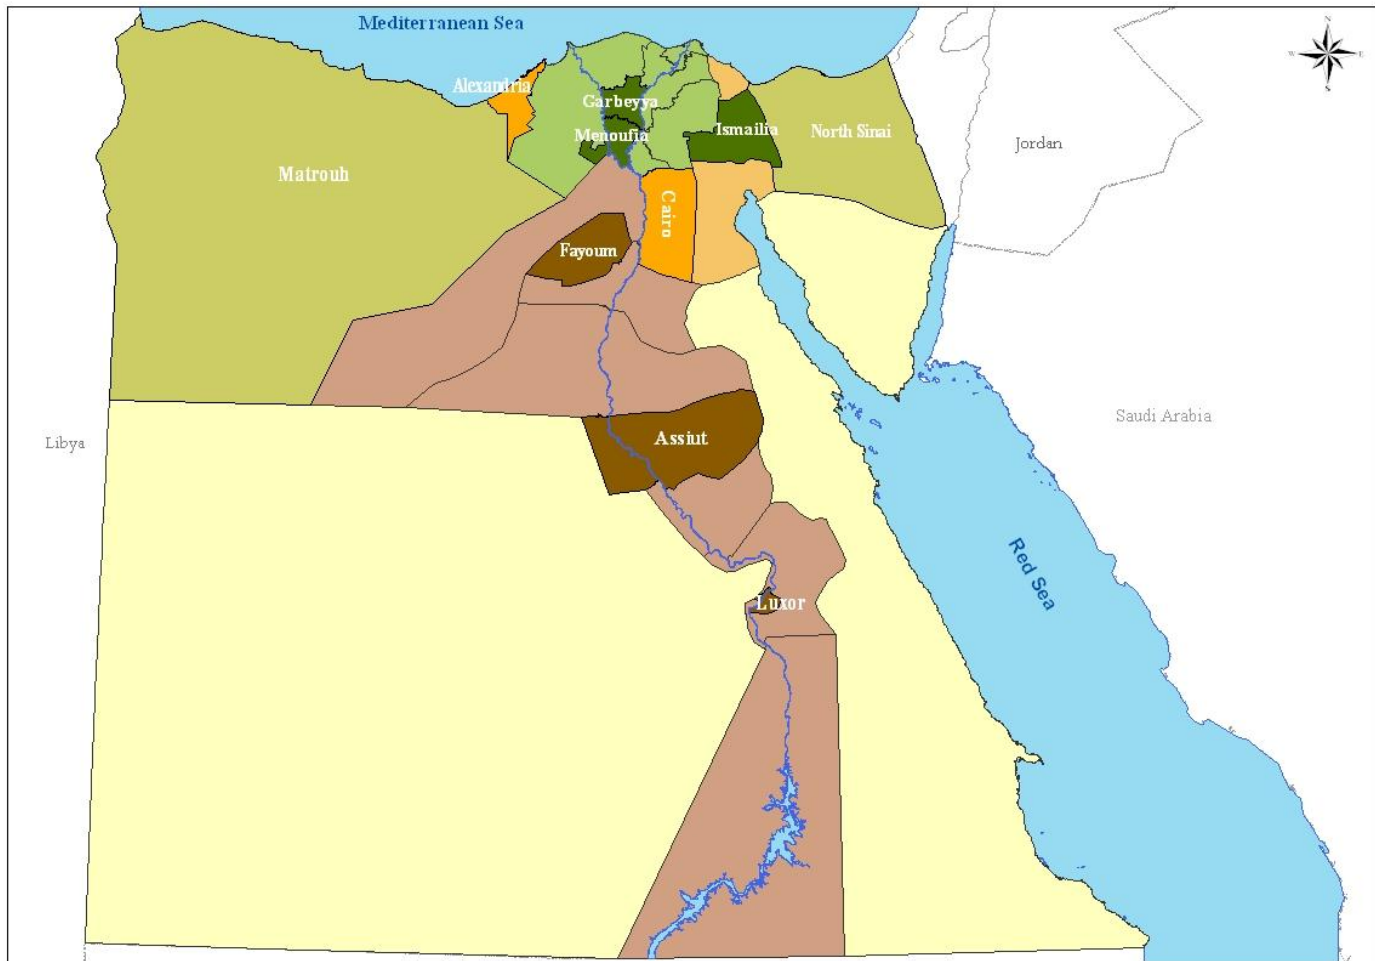 Mediterranean Sea
N
W
E
S
Alexandria
Garbeyya
Menoufia
Ismailia
North Sinai
Jordan
Matrouh
Cairo
Fayoum
Libya
Assiut
Saudi Arabia
Red Sea
Luxor